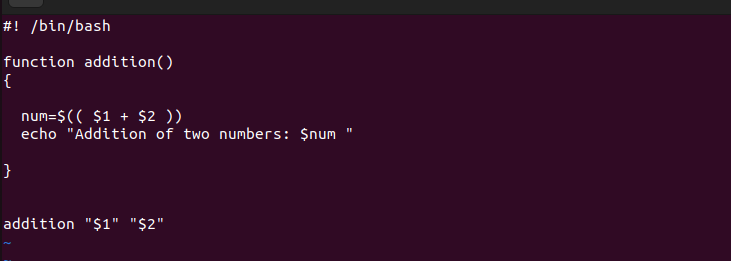 #! /bin/bash
function addition()
{
num=$(( $1 + $2 ))
echo "Addition of two numbers: $num "
}
addition "$1" "$2"
~
~